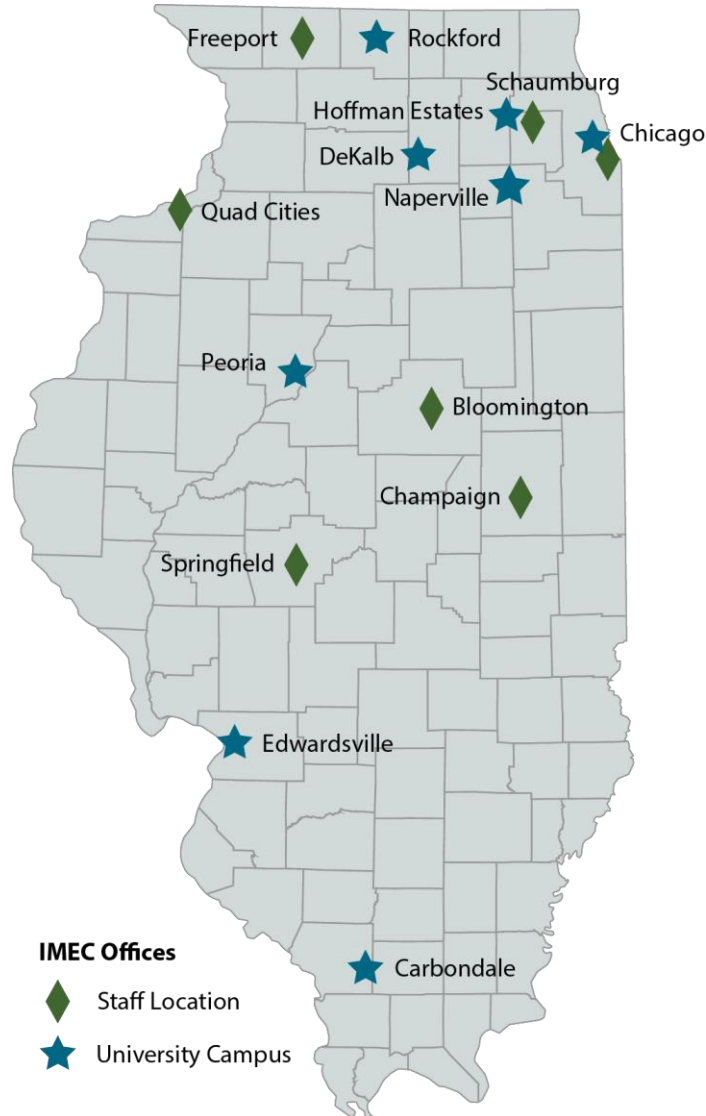 Freeport
Rockford
Schaumburg
Hoffman Estates
Chicago
DeKalb
Naperville
Quad Cities
Peoria
Bloomington
Champaign
Springfield
Edwardsville
IMEC Offices
Carbondale
Staff Location
University Campus